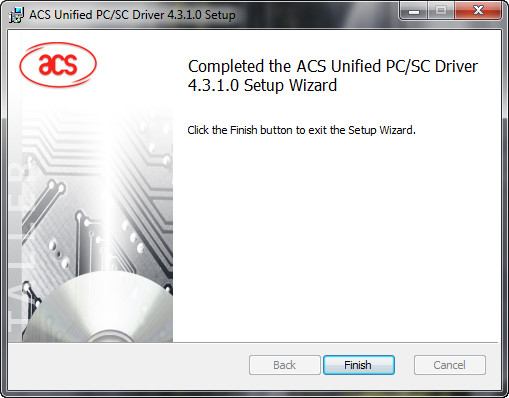 ACS Unified PC/SC Driver 4.3.1.0 Setup
acs
Completed the ACS Unified PC/SC Driver
4.3.1.0 Setup Wizard
Click the Finish button to exit the Setup Wizard.
TALLER
Back
Finish
Cancel